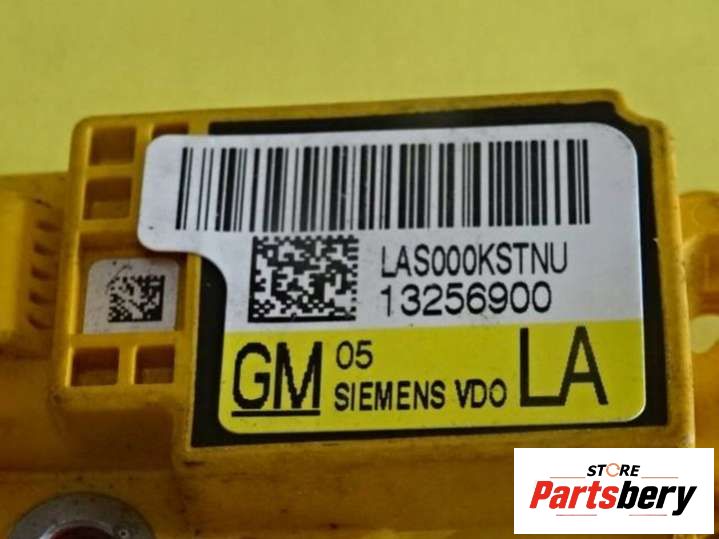 LAS000KSTNU
13256900
GM 05
SIEMENS VDO LA
STORE
Partsbery